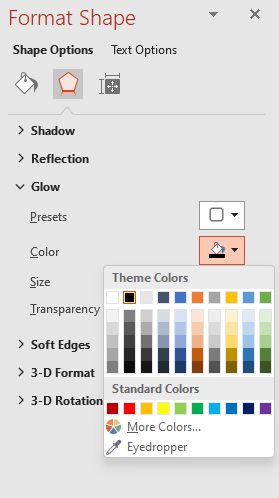 Format Shape
Shape Options Text Options
Shadow
Reflection
Glow
Presets
Color
Size
Transparency
Theme Colors
Soft Edges
3-D Format
Standard Colors
3-D Rotation
More Colors...
Eyedropper